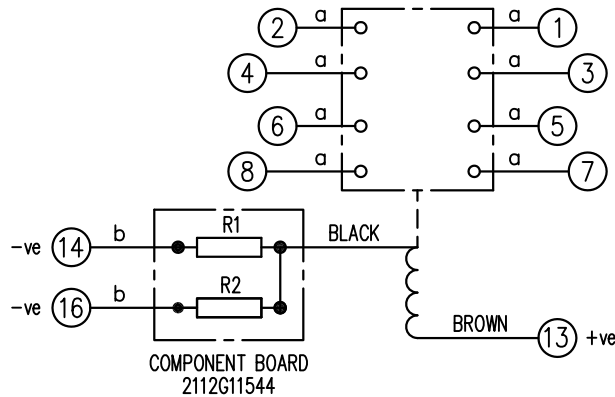 2 a a 1
4 a a 3
6 a a 5
8 a a 7
-ve 14 b R1 BLACK
-ve 16 b R2
BROWN 13 +ve
COMPONENT BOARD
2112G11544